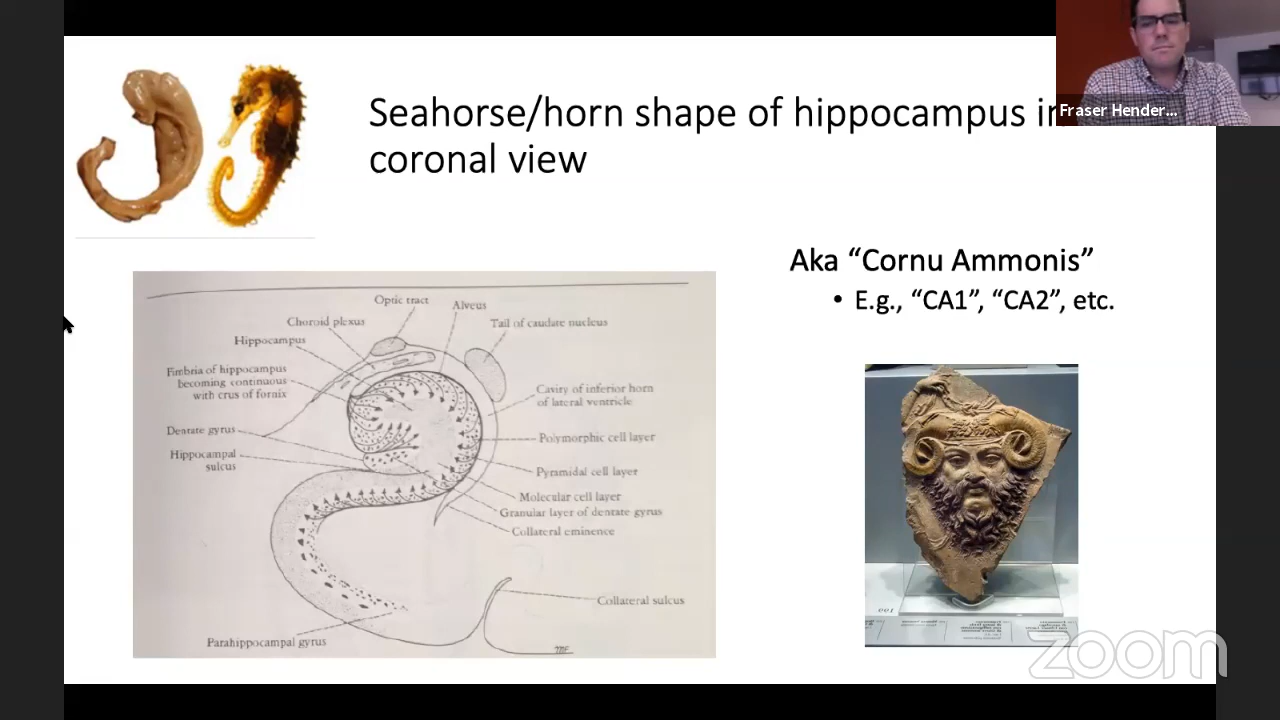 Seahorse/horn shape of hippocampus in
coronal view
Fraser Hender...
Aka “Cornu Ammonis”
• E.g., “CA1”, “CA2”, etc.
Optic tract
Alveus
Choroid plexus
Tail of caudate nucleus
Hippocampus
Fimbria of hippocampus
becoming continuous
with crus of fornix
Cavity of inferior horn
of lateral ventricle
Dentate gyrus
Polymorphic cell layer
Hippocampal
sulcus
Pyramidal cell layer
Molecular cell layer
Granular layer of dentate gyrus
Collateral eminence
Collateral sulcus
Parahippocampal gyrus
zoom